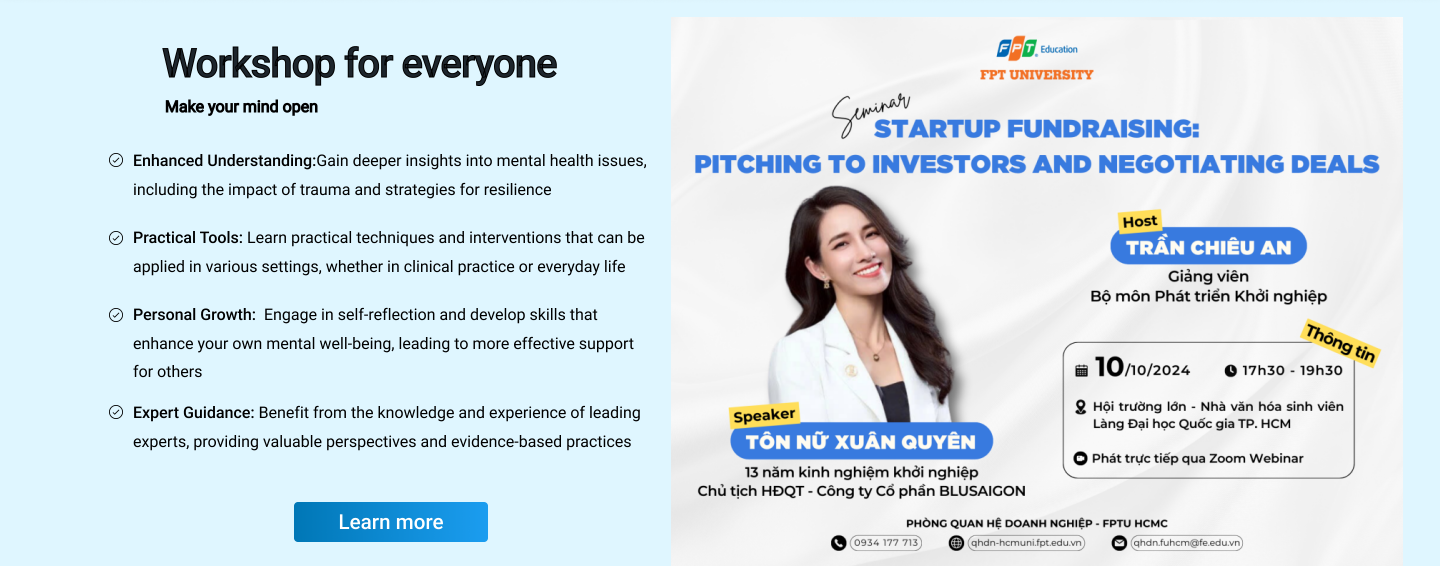 Workshop for everyone
Make your mind open
Enhanced Understanding:Gain deeper insights into mental health issues,
including the impact of trauma and strategies for resilience
Practical Tools: Learn practical techniques and interventions that can be
applied in various settings, whether in clinical practice or everyday life
Personal Growth: Engage in self-reflection and develop skills that
enhance your own mental well-being, leading to more effective support
for others
Expert Guidance: Benefit from the knowledge and experience of leading
experts, providing valuable perspectives and evidence-based practices
Learn more
FPT Education
FPT UNIVERSITY
Seminar
STARTUP FUNDRAISING:
PITCHING TO INVESTORS AND NEGOTIATING DEALS
Host
TRẦN CHIÊU AN
Giảng viên
Bộ môn Phát triển Khởi nghiệp
Thông tin
10/10/2024 17h30 - 19h30
Hội trường lớn - Nhà văn hóa sinh viên
Làng Đại học Quốc gia TP. HCM
Phát trực tiếp qua Zoom Webinar
Speaker
TÔN NỮ XUÂN QUYÊN
13 năm kinh nghiệm khởi nghiệp
Chủ tịch HĐQT - Công ty Cổ phần BLUSAIGON
PHÒNG QUAN HỆ DOANH NGHIỆP - FPTU HCMC
0934 177 713 qhdn-hcmuni.fpt.edu.vn qhdn.fuhcm@fe.edu.vn